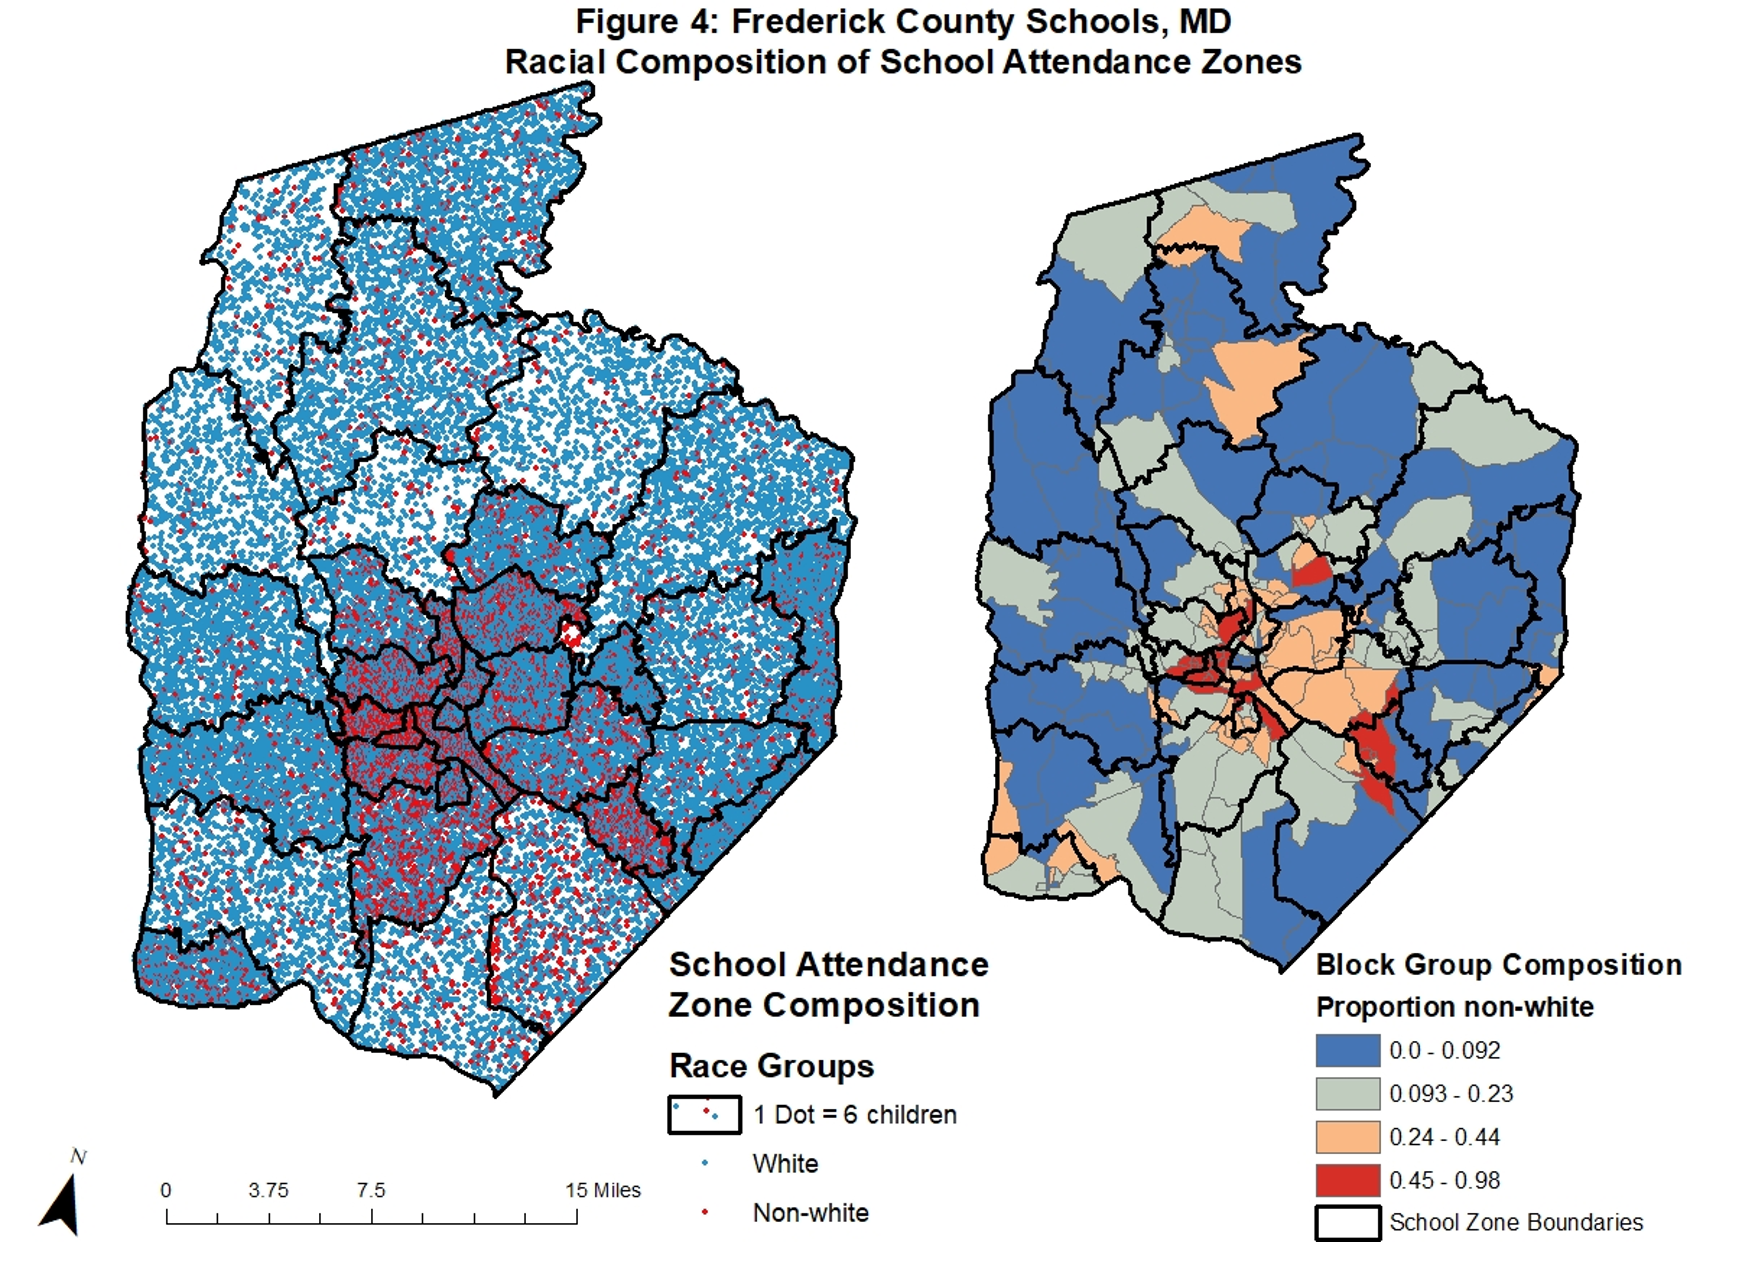 Figure 4: Frederick County Schools, MD
Racial Composition of School Attendance Zones
School Attendance
Zone Composition
Race Groups
1 Dot = 6 children
White
Non-white
N
0 3.75 7.5 15 Miles
Block Group Composition
Proportion non-white
0.0 - 0.092
0.093 - 0.23
0.24 - 0.44
0.45 - 0.98
School Zone Boundaries